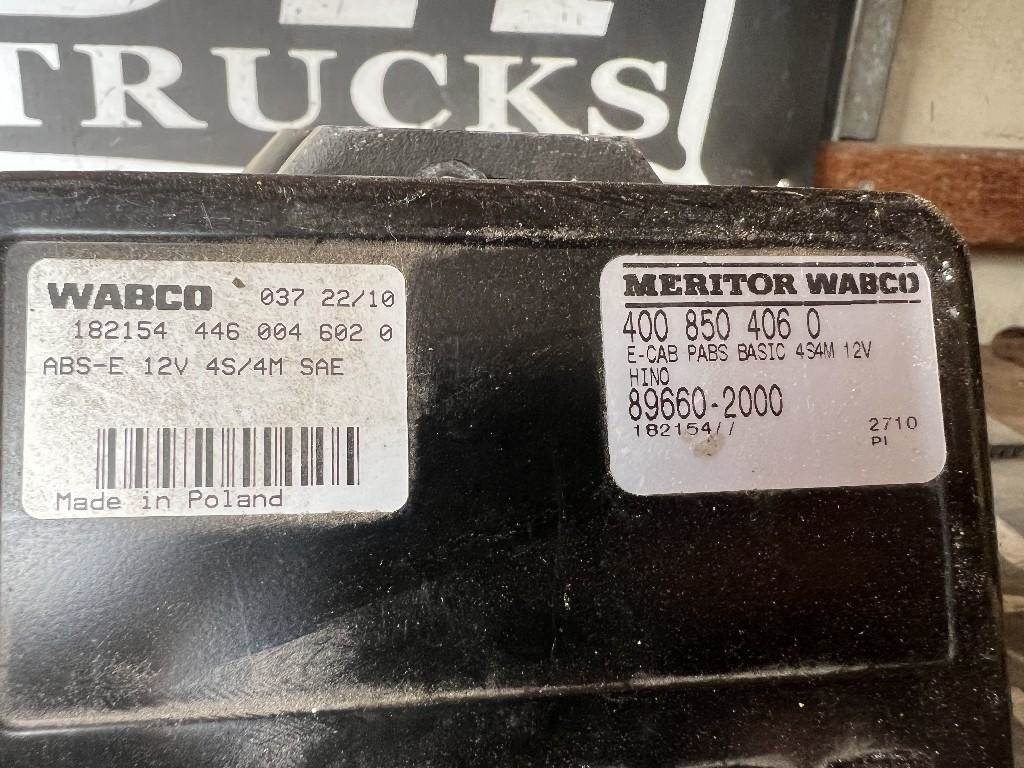 TRUCKS
WABCO 037 22/10
182154 446 004 602 0
ABS-E 12V 4S/4M SAE
Made in Poland
MERITOR WABCO
400 850 406 0
E-CAB PABS BASIC 4S4M 12V
HINO
89660-2000
182154// 2710
PI